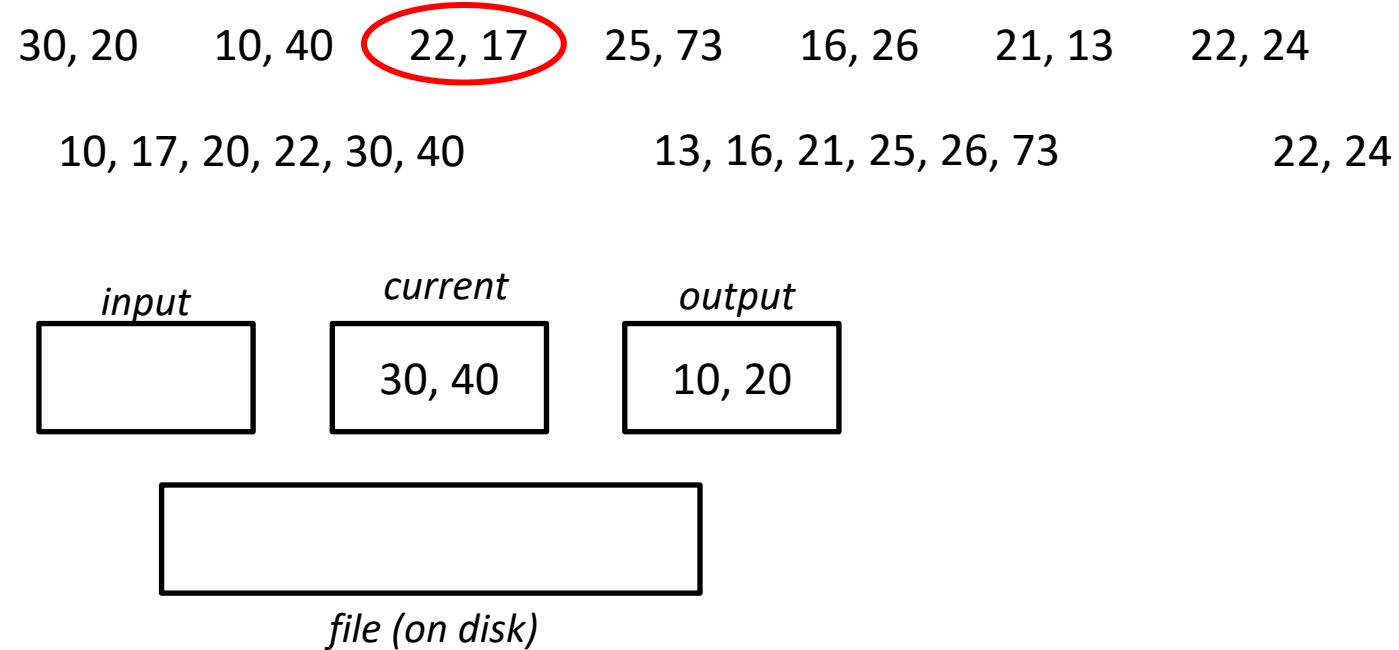 30, 20 10, 40 22, 17 25, 73 16, 26 21, 13 22, 24
10, 17, 20, 22, 30, 40 13, 16, 21, 25, 26, 73 22, 24
input current output
30, 40 10, 20
file (on disk)